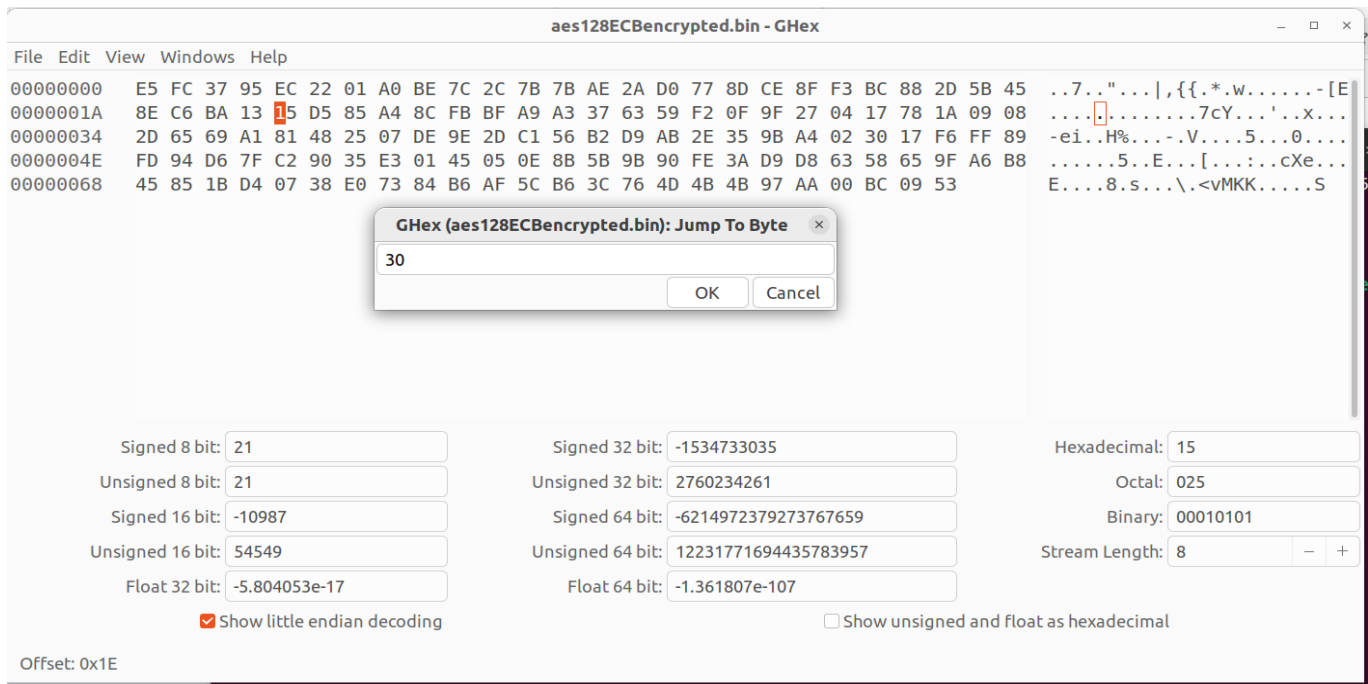 aes128ECBencrypted.bin - GHex
File Edit View Windows Help
00000000 E5 FC 37 95 EC 22 01 A0 BE 7C 2C 7B 7B AE 2A D0 77 8D CE 8F F3 BC 88 2D 5B 45 ..7.."...|,{{.*.w......-[E
0000001A 8E C6 BA 13 15 D5 85 A4 8C FB BF A9 A3 37 63 59 F2 0F 9F 27 04 17 78 1A 09 08 .............7cY...'..x...
00000034 2D 65 69 A1 81 48 25 07 DE 9E 2D C1 56 B2 D9 AB 2E 35 9B A4 02 30 17 F6 FF 89 -ei..H%...-.V....5...0....
0000004E FD 94 D6 7F C2 90 35 E3 01 45 05 0E 8B 5B 9B 90 FE 3A D9 D8 63 58 65 9F A6 B8 ......5..E...[...:..cXe...
00000068 45 85 1B D4 07 38 E0 73 84 B6 AF 5C B6 3C 76 4D 4B 4B 97 AA 00 BC 09 53 E....8.s...\.<vMKK.....S
GHex (aes128ECBencrypted.bin): Jump To Byte
30
OK Cancel
Signed 8 bit: 21 Signed 32 bit: -1534733035 Hexadecimal: 15
Unsigned 8 bit: 21 Unsigned 32 bit: 2760234261 Octal: 025
Signed 16 bit: -10987 Signed 64 bit: -6214972379273767659 Binary: 00010101
Unsigned 16 bit: 54549 Unsigned 64 bit: 12231771694435783957 Stream Length: 8
Float 32 bit: -5.804053e-17 Float 64 bit: -1.361807e-107
Show little endian decoding Show unsigned and float as hexadecimal
Offset: 0x1E